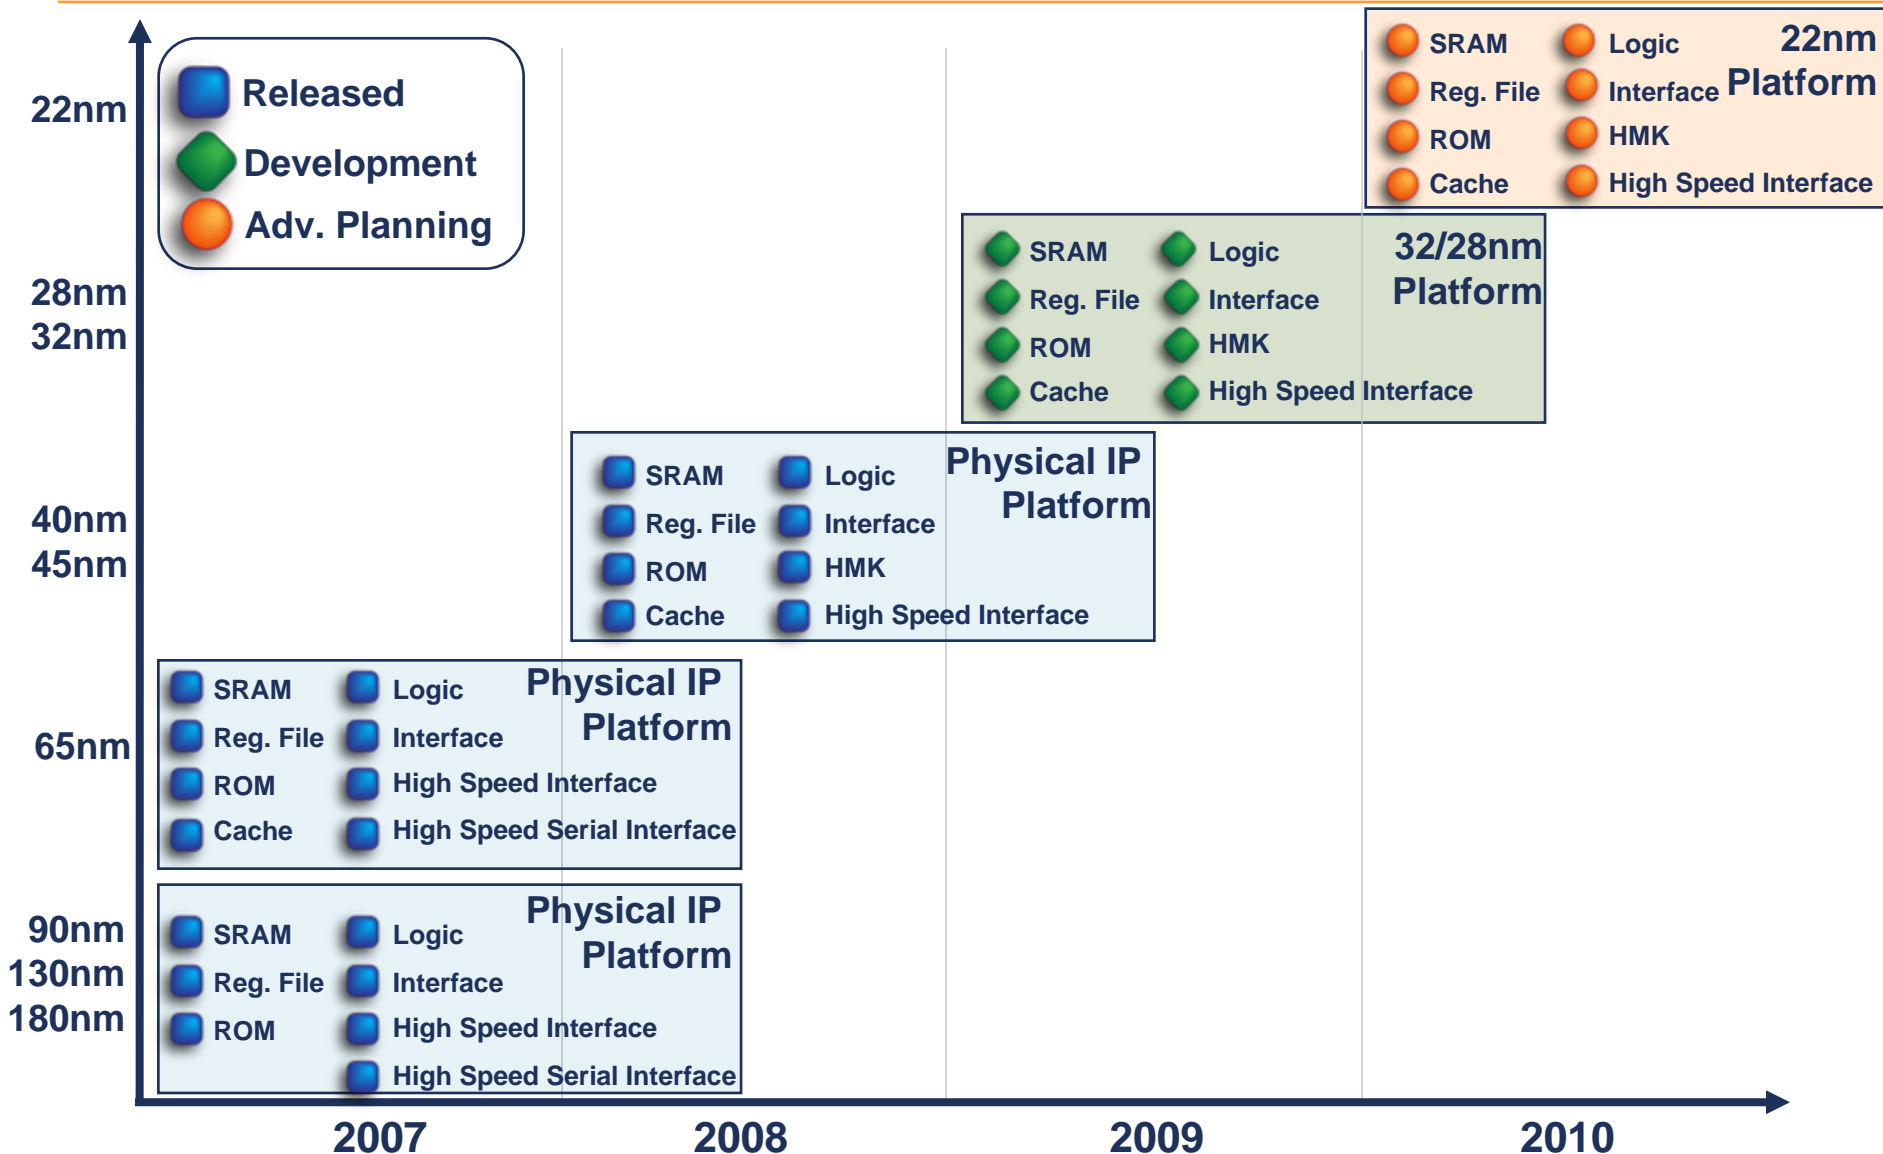 22nm
28nm
32nm
40nm
45nm
65nm
90nm
130nm
180nm
Released
Development
Adv. Planning
22nm
Platform
SRAM
Reg. File
ROM
Cache
Logic
Interface
HMK
High Speed Interface
32/28nm
Platform
SRAM
Reg. File
ROM
Cache
Logic
Interface
HMK
High Speed Interface
Physical IP
Platform
SRAM
Reg. File
ROM
Cache
Logic
Interface
HMK
High Speed Interface
Physical IP
Platform
SRAM
Reg. File
ROM
Cache
Logic
Interface
High Speed Interface
High Speed Serial Interface
Physical IP
Platform
SRAM
Reg. File
ROM
Logic
Interface
High Speed Interface
High Speed Serial Interface
2007
2008
2009
2010